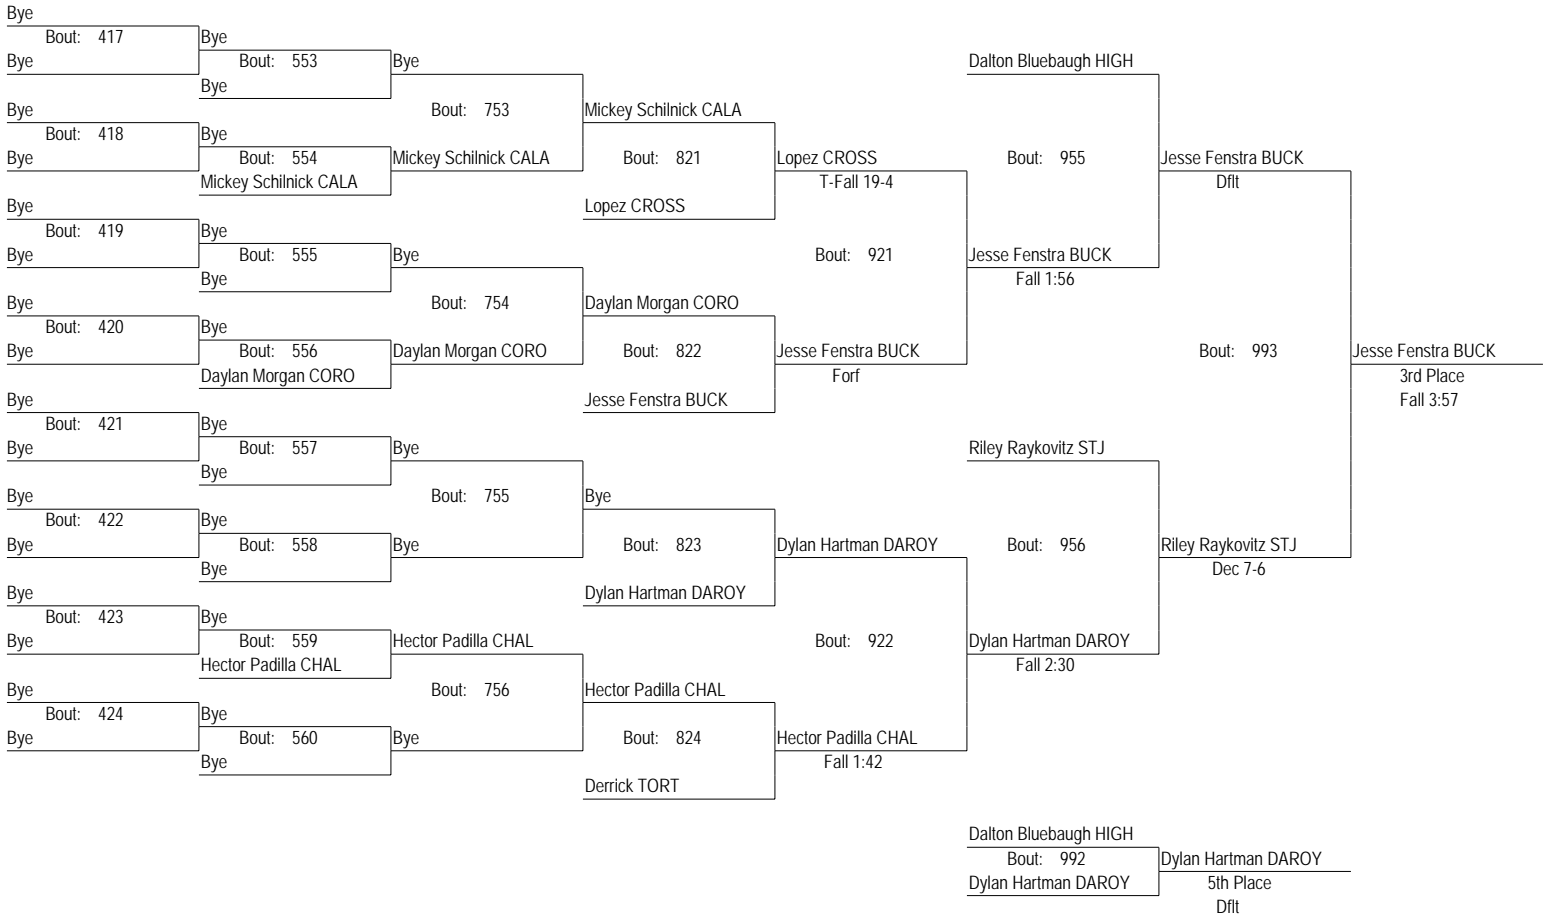 Bye
Bout: 417 Bye
Bye Bout: 553 Bye Dalton Bluebaugh HIGH
Bye
Bye Bout: 753 Mickey Schilnick CALA
Bout: 418 Bye
Bye Bout: 554 Mickey Schilnick CALA Bout: 821 Lopez CROSS Bout: 955 Jesse Fenstra BUCK
Mickey Schilnick CALA T-Fall 19-4 Dflt
Bye Lopez CROSS
Bout: 419 Bye
Bye Bout: 555 Bye Bout: 921 Jesse Fenstra BUCK
Bye Fall 1:56
Bye Bout: 754 Daylan Morgan CORO
Bout: 420 Bye
Bye Bout: 556 Daylan Morgan CORO Bout: 822 Jesse Fenstra BUCK Bout: 993 Jesse Fenstra BUCK
Daylan Morgan CORO Forf 3rd Place
Bye Jesse Fenstra BUCK Fall 3:57
Bout: 421 Bye
Bye Bout: 557 Bye Riley Raykovitz STJ
Bye
Bye Bout: 755 Bye
Bout: 422 Bye
Bye Bout: 558 Bye Bout: 823 Dylan Hartman DAROY Bout: 956 Riley Raykovitz STJ
Bye Dec 7-6
Bye Dylan Hartman DAROY
Bout: 423 Bye
Bye Bout: 559 Hector Padilla CHAL Bout: 922 Dylan Hartman DAROY
Hector Padilla CHAL Fall 2:30
Bye Bout: 756 Hector Padilla CHAL
Bout: 424 Bye
Bye Bout: 560 Bye Bout: 824 Hector Padilla CHAL
Bye Fall 1:42
Derrick TORT
Dalton Bluebaugh HIGH
Bout: 992 Dylan Hartman DAROY
Dylan Hartman DAROY 5th Place
Dflt